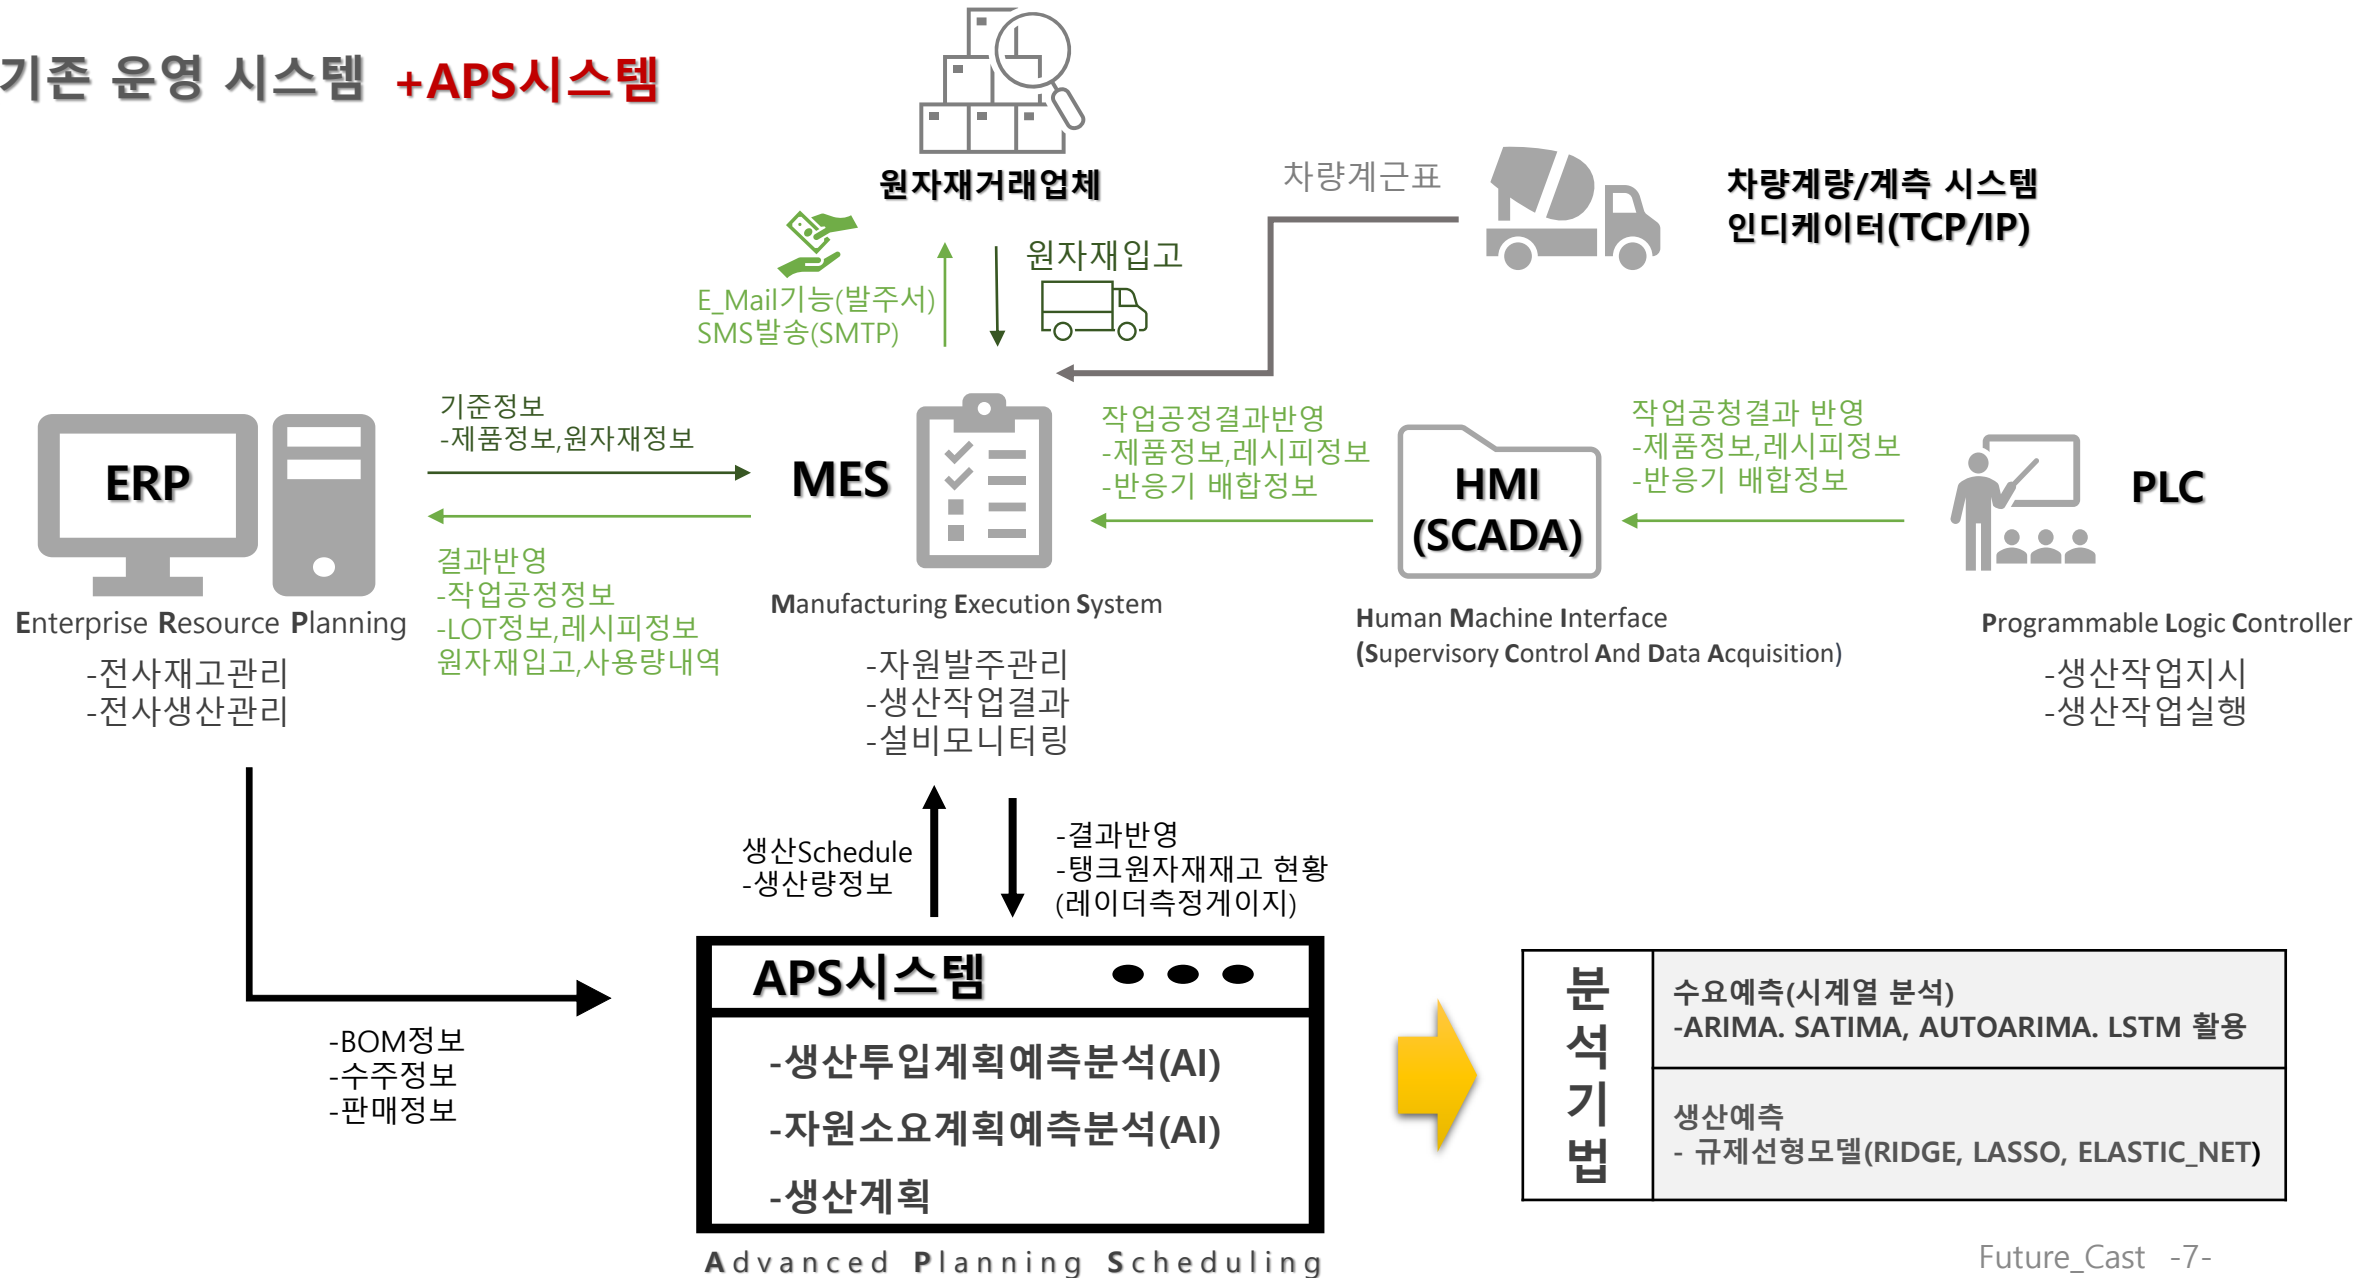 기존 운영 시스템 +APS시스템
원자재거래업체
차량계근표
차량계량/계측 시스템
인디케이터(TCP/IP)
원자재입고
E_Mail기능(발주서)
SMS발송(SMTP)
기준정보
-제품정보,원자재정보
ERP
MES
작업공정결과반영
-제품정보,레시피정보
-반응기 배합정보
HMI
(SCADA)
작업공청결과 반영
-제품정보,레시피정보
-반응기 배합정보
PLC
결과반영
-작업공정정보
-LOT정보,레시피정보
원자재입고,사용량내역
Enterprise Resource Planning
-전사재고관리
-전사생산관리
Manufacturing Execution System
-자원발주관리
-생산작업결과
-설비모니터링
Human Machine Interface
(Supervisory Control And Data Acquisition)
Programmable Logic Controller
-생산작업지시
-생산작업실행
생산Schedule
-생산량정보
-결과반영
-탱크원자재재고 현황
(레이더측정게이지)
-BOM정보
-수주정보
-판매정보
APS시스템
-생산투입계획예측분석(AI)
-자원소요계획예측분석(AI)
-생산계획
Advanced Planning Scheduling
분석기법
수요예측(시계열 분석)
-ARIMA. SATIMA, AUTOARIMA. LSTM 활용
생산예측
- 규제선형모델(RIDGE, LASSO, ELASTIC_NET)
Future_Cast -7-